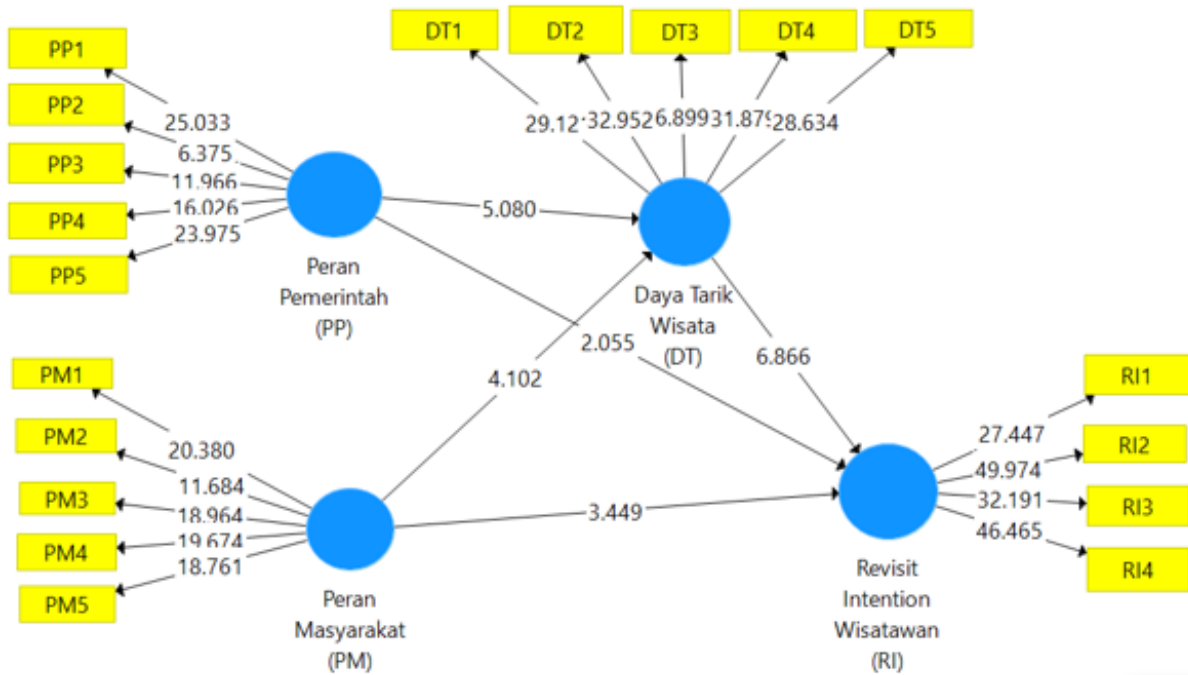 DT1
DT2
DT3
DT4
DT5
PP1
PP2
PP3
PP4
PP5
25.033
6.375
11.966
16.026
23.975
29.12
32.952
6.899
31.879
28.634
5.080
Peran
Pemerintah
(PP)
Daya Tarik
Wisata
(DT)
2.055
4.102
6.866
PM1
PM2
PM3
PM4
PM5
20.380
11.684
18.964
19.674
18.761
3.449
Peran
Masyarakat
(PM)
RI1
RI2
RI3
RI4
27.447
49.974
32.191
46.465
Revisit
Intention
Wisatawan
(RI)